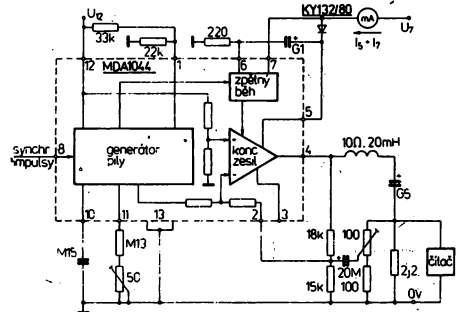 U12
33k
22k
220
KY132/80
mA
U7
G1
I5 + I7
12
MDA1044
1
6
7
zpětný
běh
5
synchr
impulsy
8
generátor
pily
konc
zesil
4
10Ω, 20mH
10
11
13
2
3
G5
M15
M13
18k
100
5G
20M
15k
100
2j2
čítač
0V